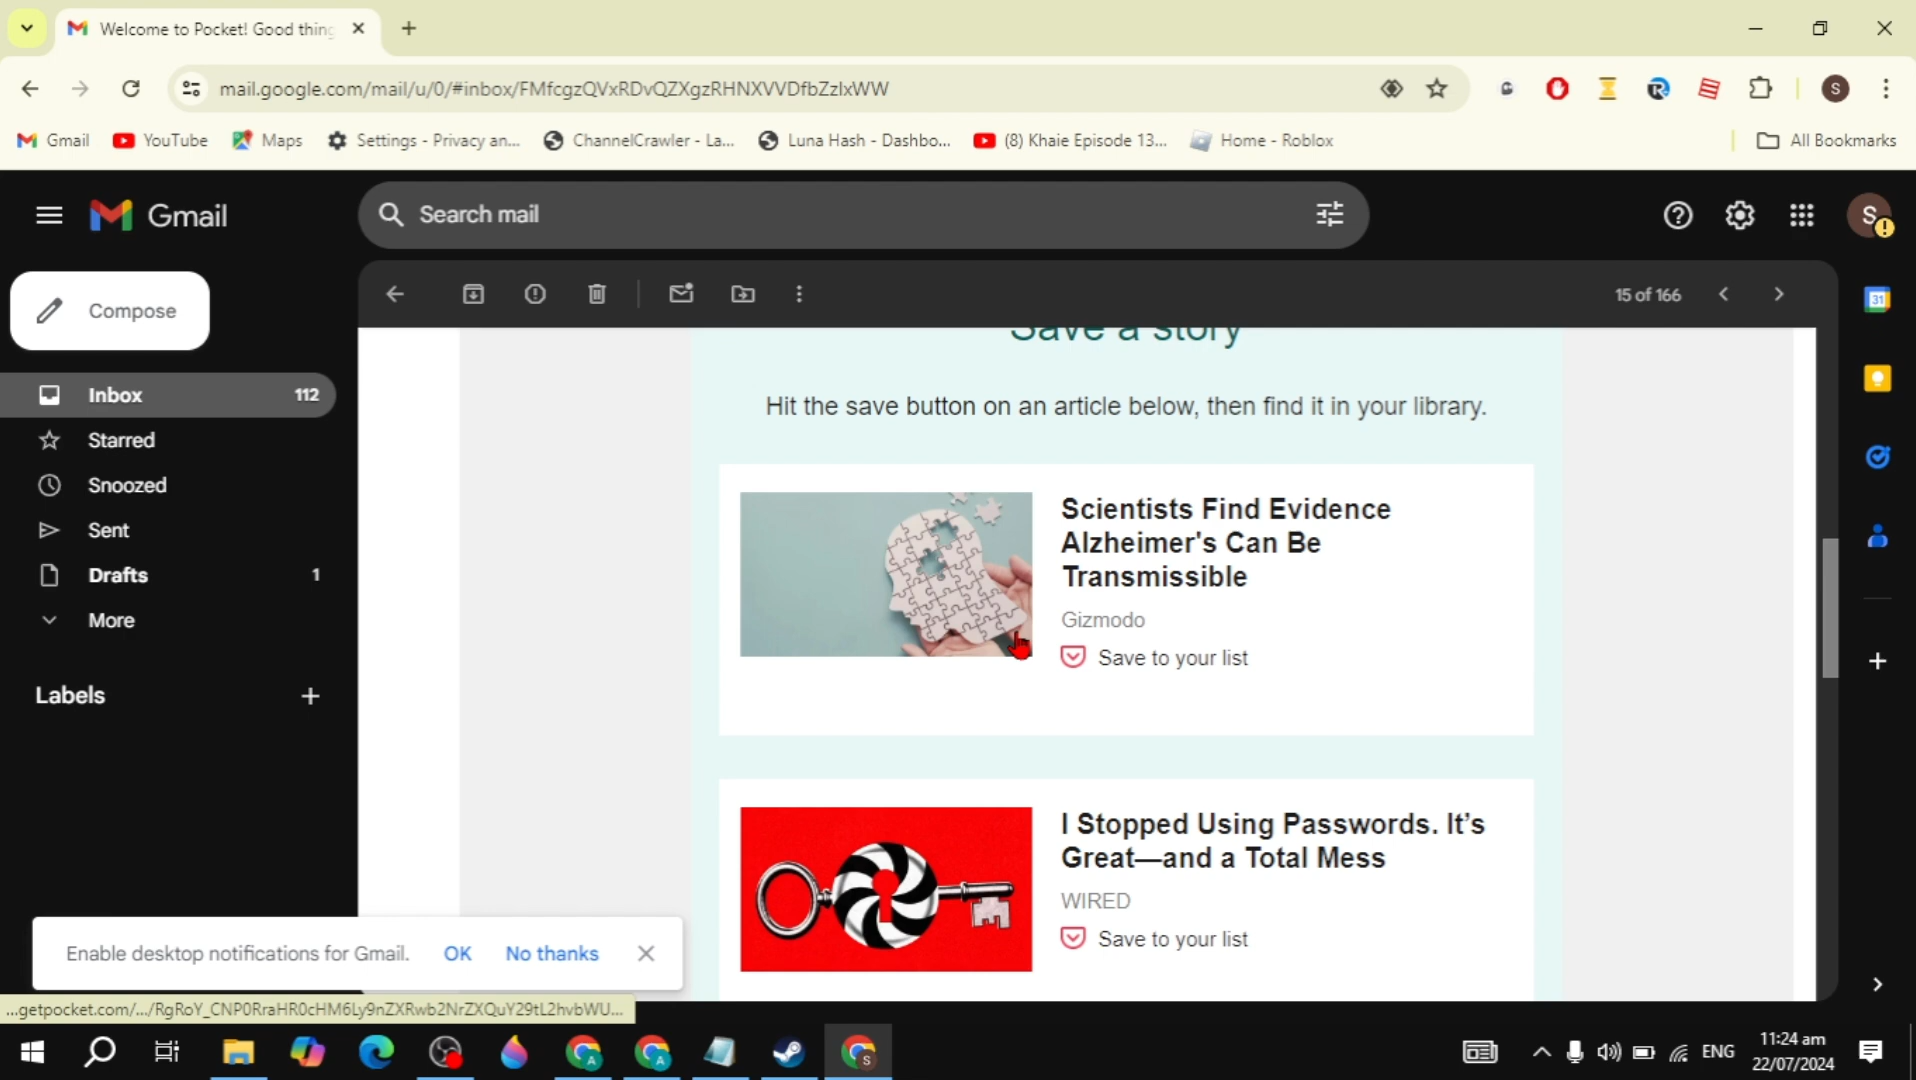 Welcome to Pocket! Good thing
mail.google.com/mail/u/0/#inbox/FMfcgzQVxRDvQZXgzRHNXVVDfbZzlxWW
Gmail
YouTube
Maps
Settings - Privacy an...
ChannelCrawler - La...
Luna Hash - Dashbo...
(8) Khaie Episode 13...
Home - Roblox
All Bookmarks
Gmail
Search mail
Compose
15 of 166
Inbox 112
Starred
Snoozed
Sent
Drafts 1
More
Labels
Save a story
Hit the save button on an article below, then find it in your library.
Scientists Find Evidence
Alzheimer's Can Be
Transmissible
Gizmodo
Save to your list
I Stopped Using Passwords. It’s
Great—and a Total Mess
WIRED
Save to your list
Enable desktop notifications for Gmail. OK No thanks
...getpocket.com/.../RgRoY_CNP0RraHR0cHM6Ly9nZXRwb2NrZXQuY29tL2hvbWU...
ENG
11:24 am
22/07/2024